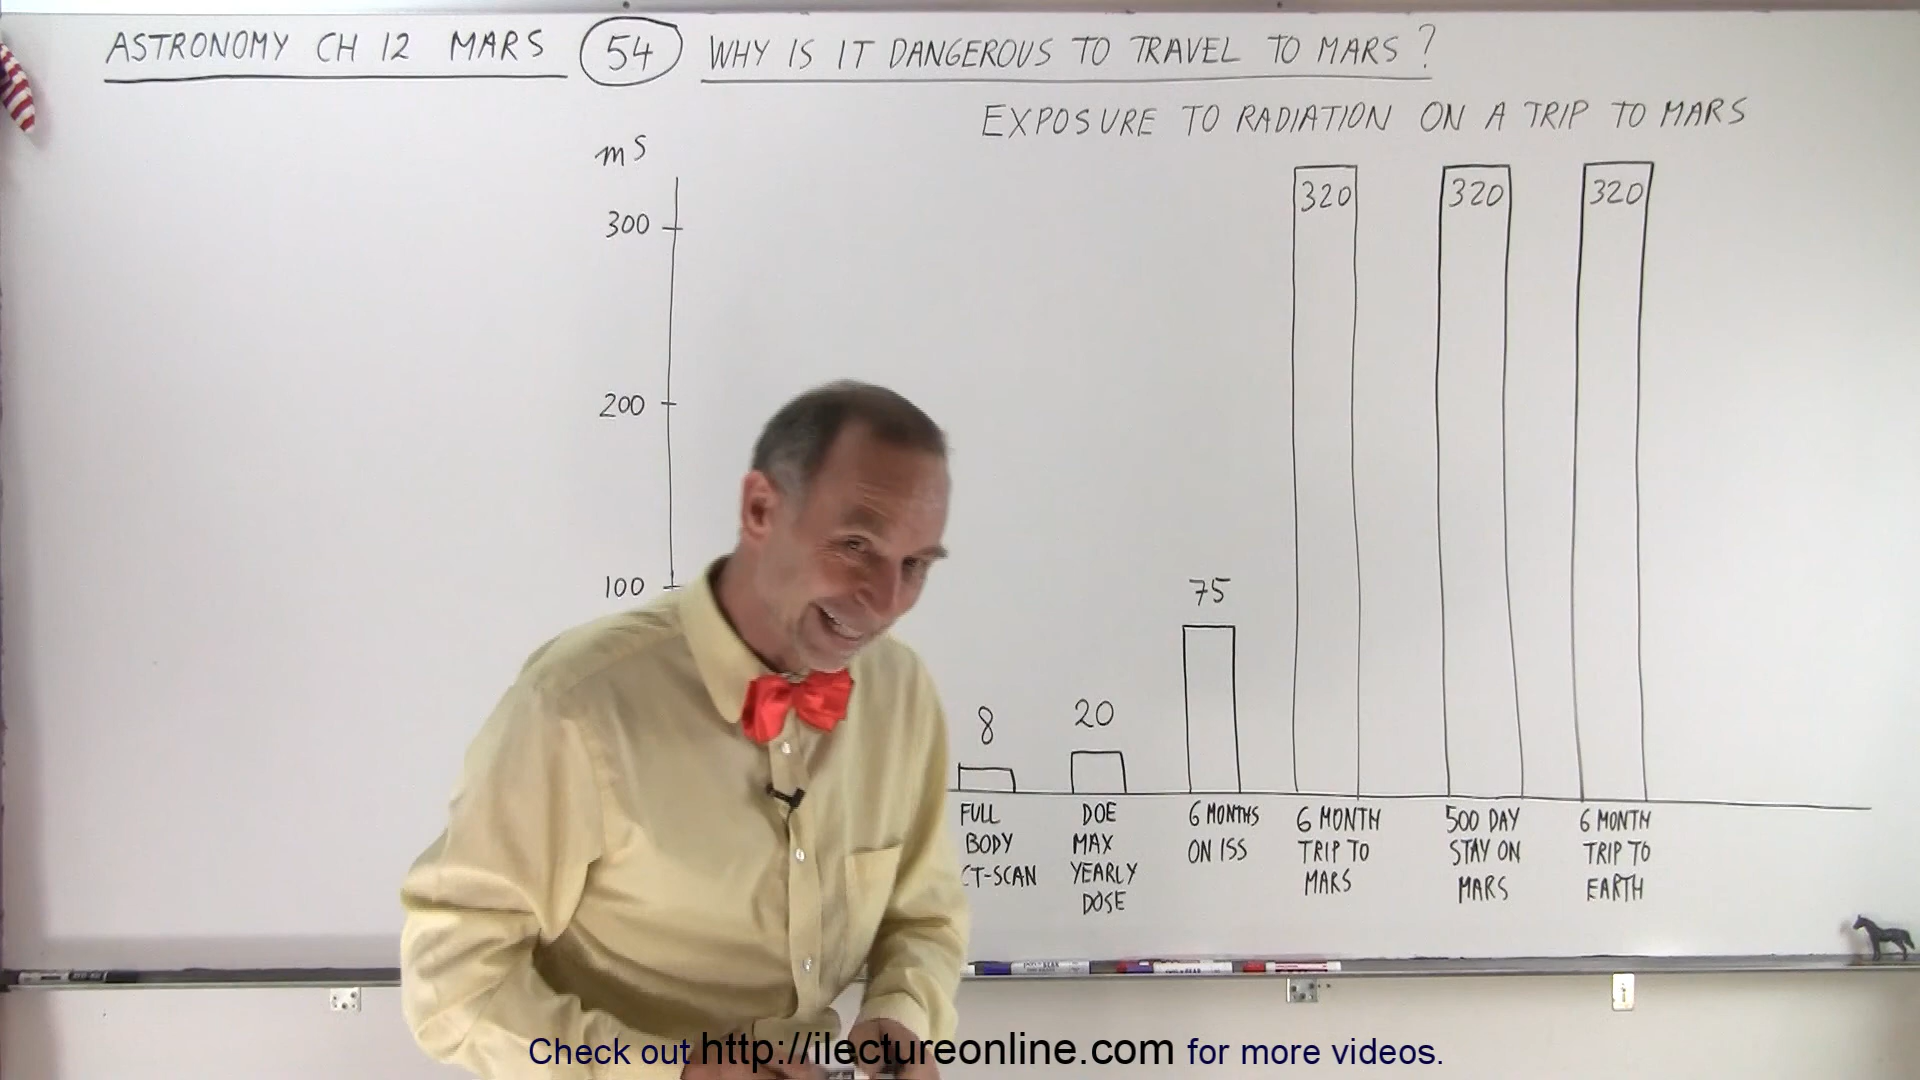 ASTRONOMY CH 12 MARS 54 WHY IS IT DANGEROUS TO TRAVEL TO MARS?
EXPOSURE TO RADIATION ON A TRIP TO MARS
mS
300
200
100
8
20
75
320
320
320
FULL
BODY
CT-SCAN
DOE
MAX
YEARLY
DOSE
6 MONTHS
ON ISS
6 MONTH
TRIP TO
MARS
500 DAY
STAY ON
MARS
6 MONTH
TRIP TO
EARTH
Check out http://ilectureonline.com for more videos.